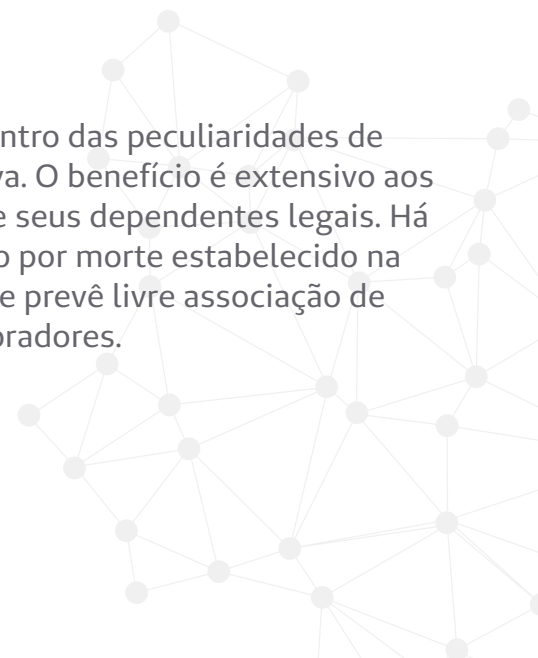 ntro das peculiaridades de
va. O benefício é extensivo aos
e seus dependentes legais. Há
o por morte estabelecido na
e prevê livre associação de
oradores.